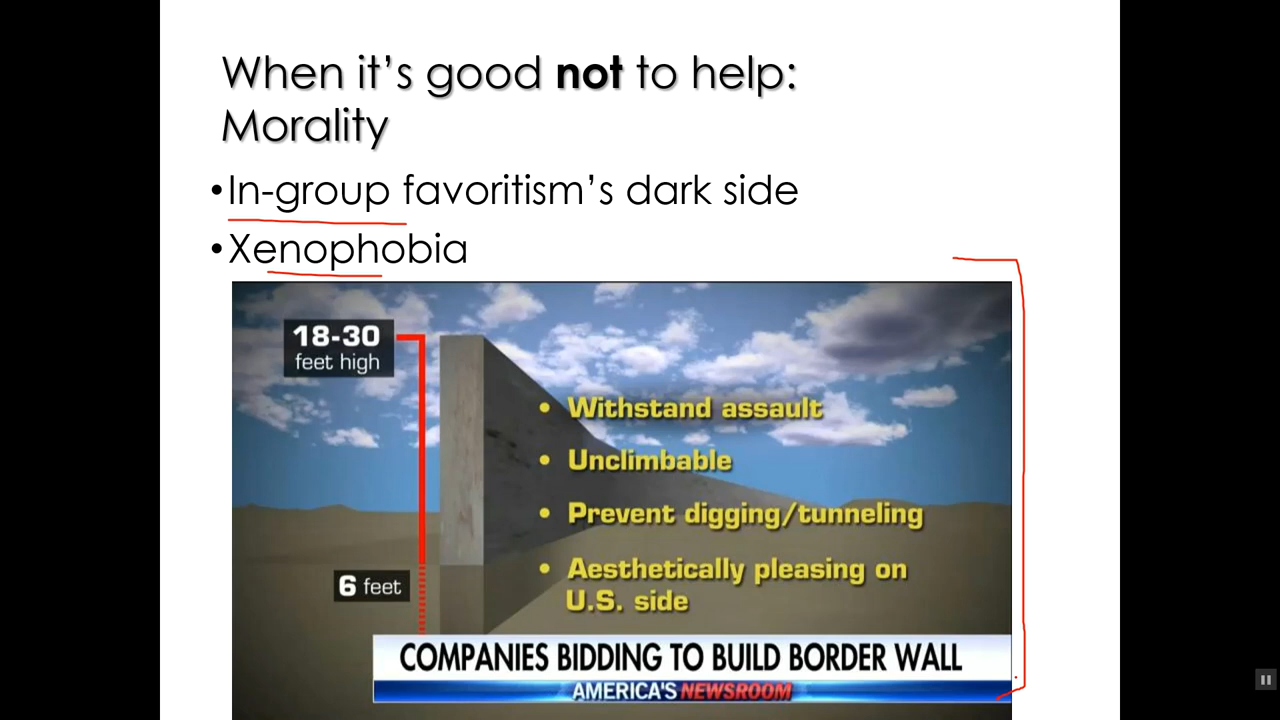 When it's good not to help:
Morality
•In-group favoritism's dark side
•Xenophobia
18-30
feet high
• Withstand assault
• Unclimbable
• Prevent digging/tunneling
• Aesthetically pleasing on
U.S. side
6 feet
COMPANIES BIDDING TO BUILD BORDER WALL
AMERICA'S NEWSROOM